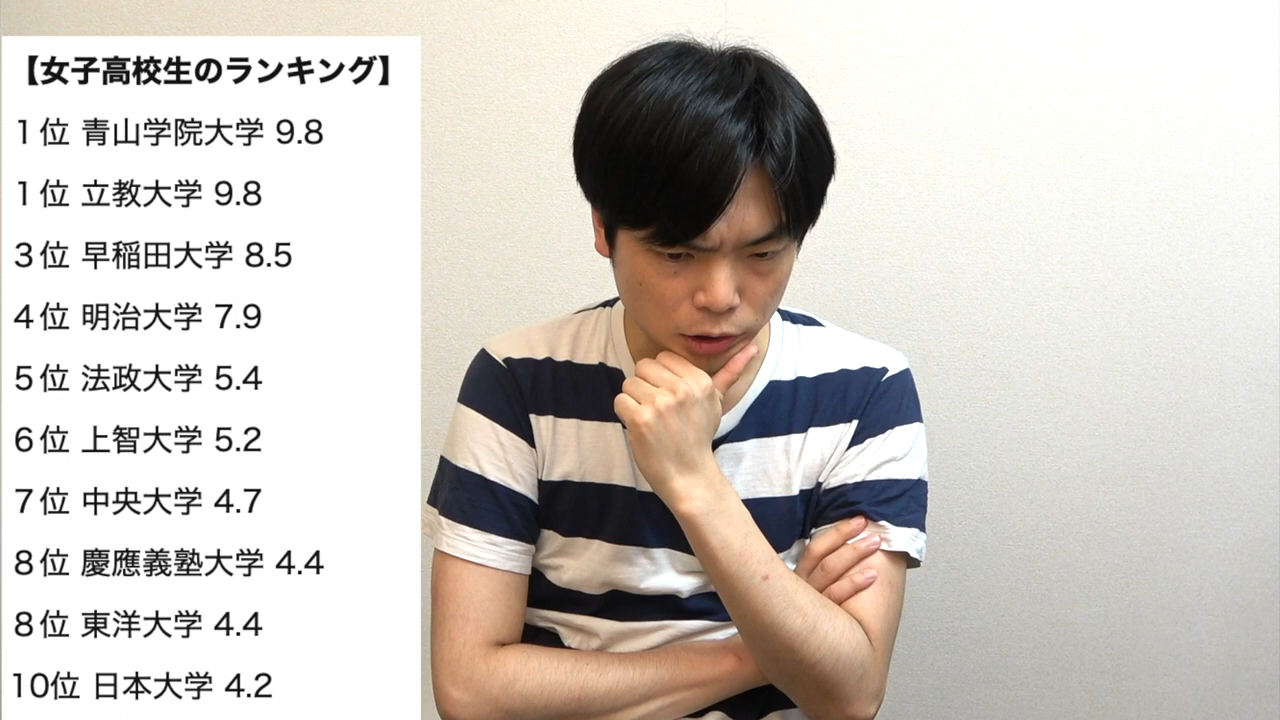 【女子高校生のランキング】
1位 青山学院大学 9.8
1位 立教大学 9.8
3位 早稲田大学 8.5
4位 明治大学 7.9
5位 法政大学 5.4
6位 上智大学 5.2
7位 中央大学 4.7
8位 慶應義塾大学 4.4
8位 東洋大学 4.4
10位 日本大学 4.2